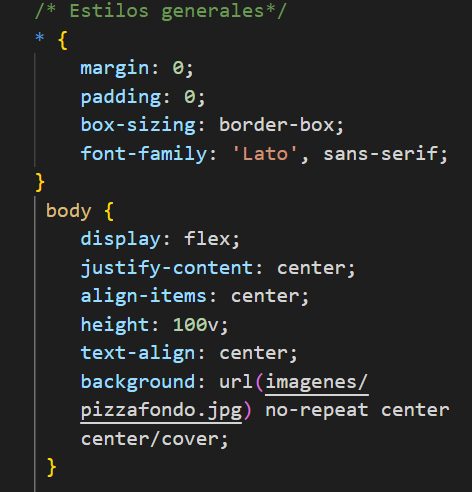 /* Estilos generales*/
* {
margin: 0;
padding: 0;
box-sizing: border-box;
font-family: 'Lato', sans-serif;
}
body {
display: flex;
justify-content: center;
align-items: center;
height: 100v;
text-align: center;
background: url(imagenes/
pizzafondo.jpg) no-repeat center
center/cover;
}